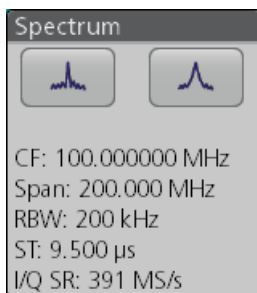 Spectrum
CF: 100.000000 MHz
Span: 200.000 MHz
RBW: 200 kHz
ST: 9.500 µs
I/Q SR: 391 MS/s